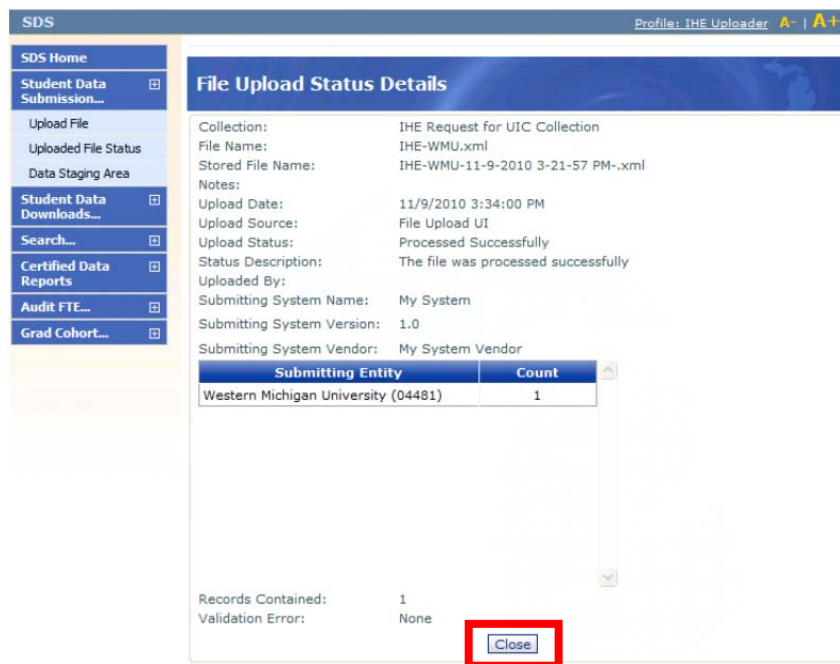 SDS
Profile: IHE Uploader A- | A+
SDS Home
Student Data
Submission...
Upload File
Uploaded File Status
Data Staging Area
Student Data
Downloads...
Search...
Certified Data
Reports
Audit FTE...
Grad Cohort...
File Upload Status Details
Collection: IHE Request for UIC Collection
File Name: IHE-WMU.xml
Stored File Name: IHE-WMU-11-9-2010 3-21-57 PM-.xml
Notes:
Upload Date: 11/9/2010 3:34:00 PM
Upload Source: File Upload UI
Upload Status: Processed Successfully
Status Description: The file was processed successfully
Uploaded By:
Submitting System Name: My System
Submitting System Version: 1.0
Submitting System Vendor: My System Vendor
Submitting Entity Count
Western Michigan University (04481) 1
Records Contained: 1
Validation Error: None
Close